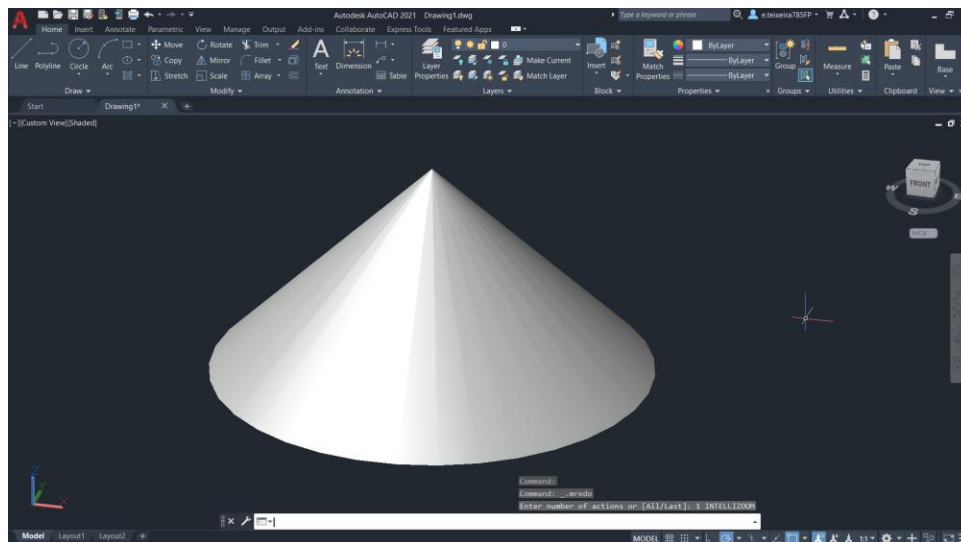 Autodesk AutoCAD 2021 Drawing1.dwg
Type a keyword or phrase
e.teixeira785FP
Home Insert Annotate Parametric View Manage Output Add-ins Collaborate Express Tools Featured Apps
Line Polyline Circle Arc
Move Rotate Trim
Copy Mirror Fillet
Stretch Scale Array
Text Dimension
Table
Layer Properties
0
Make Current
Match Layer
Insert
Match Properties
ByLayer
ByLayer
ByLayer
Group
Measure
Paste
Base
Draw Modify Annotation Layers Block Properties Groups Utilities Clipboard View
Start Drawing1*
[-][Custom View][Shaded]
TOP
FRONT
W
S
E
WCS
Z
Y
X
Command:
Command: _.mredo
Enter number of actions or [All/Last]: 1 INTELLIZOOM
Model Layout1 Layout2
MODEL
1:1